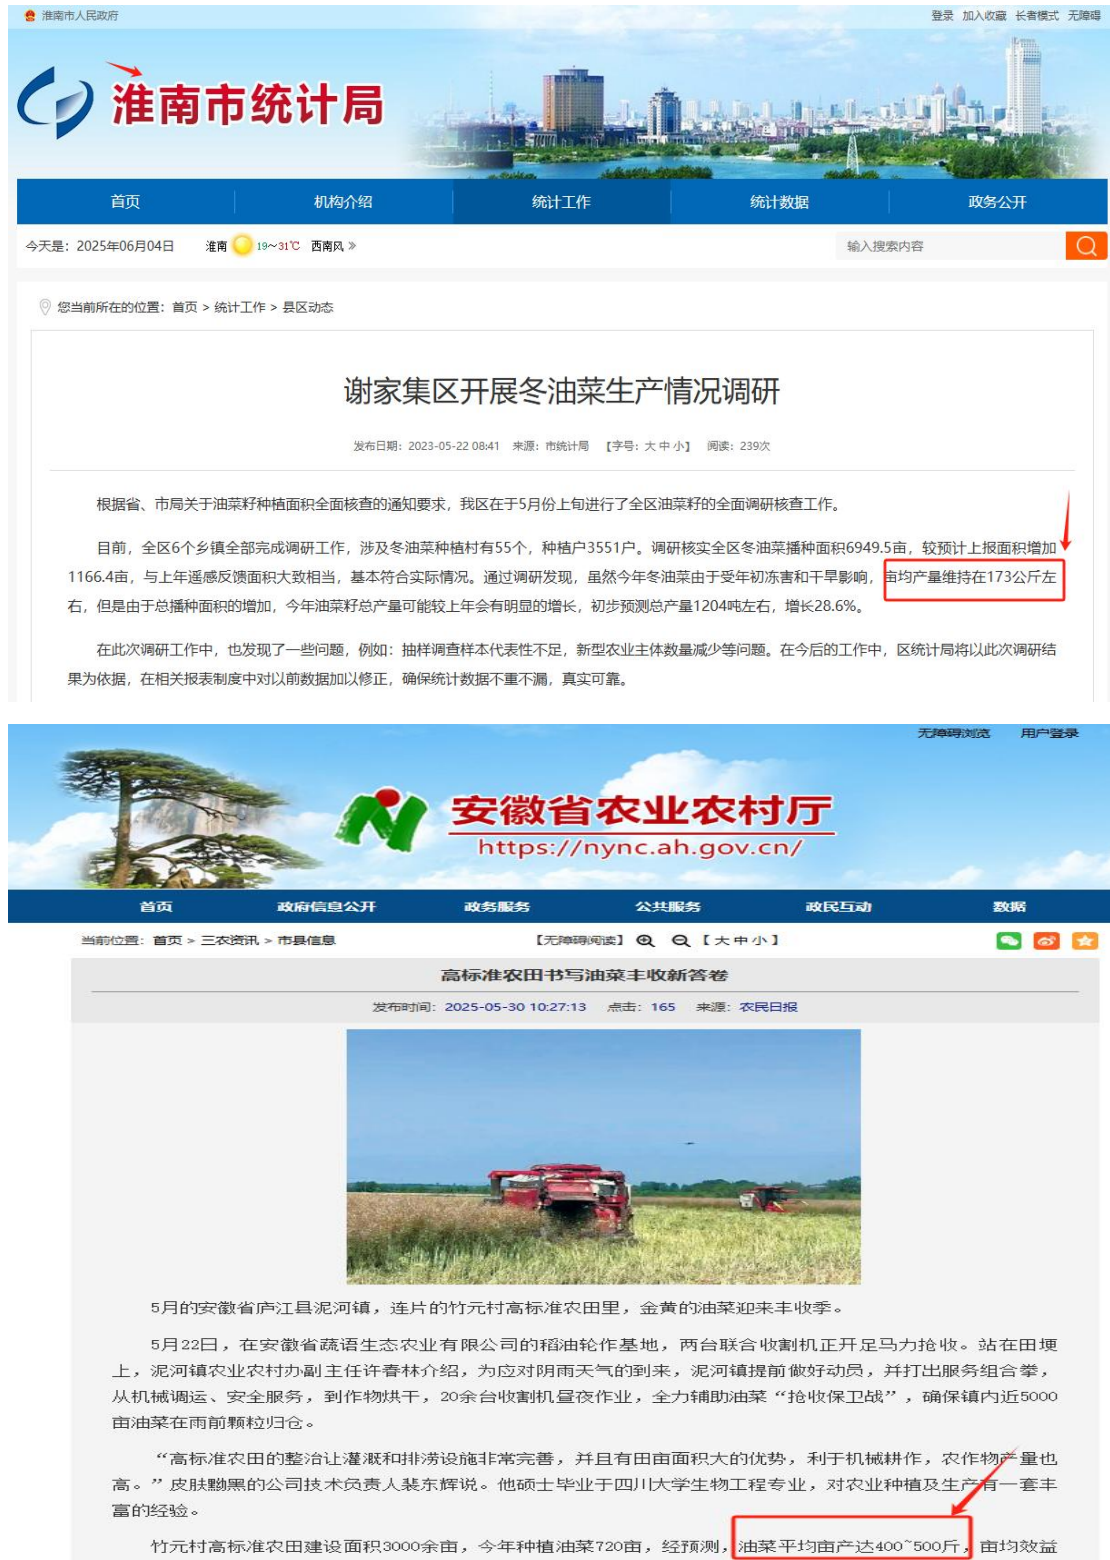 淮南市人民政府
登录 加入收藏 长者模式 无障碍
淮南市统计局
首页 机构介绍 统计工作 统计数据 政务公开
今天是：2025年06月04日 淮南 19~31℃ 西南风 »
输入搜索内容
您当前所在的位置：首页 > 统计工作 > 县区动态
谢家集区开展冬油菜生产情况调研
发布日期：2023-05-22 08:41 来源：市统计局 【字号：大 中 小】 阅读：239次
根据省、市局关于油菜籽种植面积全面核查的通知要求，我区在于5月份上旬进行了全区油菜籽的全面调研核查工作。
目前，全区6个乡镇全部完成调研工作，涉及冬油菜种植村有55个，种植户3551户。调研核实全区冬油菜播种面积6949.5亩，较预计上报面积增加
1166.4亩，与上年遥感反馈面积大致相当，基本符合实际情况。通过调研发现，虽然今年冬油菜由于受年初冻害和干旱影响，亩均产量维持在173公斤左
右，但是由于总播种面积的增加，今年油菜籽总产量可能较上年会有明显的增长，初步预测总产量1204吨左右，增长28.6%。
在此次调研工作中，也发现了一些问题，例如：抽样调查样本代表性不足，新型农业主体数量减少等问题。在今后的工作中，区统计局将以此次调研结
果为依据，在相关报表制度中对以前数据加以修正，确保统计数据不重不漏，真实可靠。
无障碍浏览 用户登录
安徽省农业农村厅
https://nync.ah.gov.cn/
首页 政府信息公开 政务服务 公共服务 政民互动 数据
当前位置：首页 > 三农资讯 > 市县信息
【无障碍阅读】 【 大 中 小 】
高标准农田书写油菜丰收新答卷
发布时间：2025-05-30 10:27:13 点击：165 来源：农民日报
5月的安徽省庐江县泥河镇，连片的竹元村高标准农田里，金黄的油菜迎来丰收季。
5月22日，在安徽省蔬语生态农业有限公司的稻油轮作基地，两台联合收割机正开足马力抢收。站在田埂
上，泥河镇农业农村办副主任许春林介绍，为应对阴雨天气的到来，泥河镇提前做好动员，并打出服务组合拳，
从机械调运、安全服务，到作物烘干，20余台收割机昼夜作业，全力辅助油菜“抢收保卫战”，确保镇内近5000
亩油菜在雨前颗粒归仓。
“高标准农田的整治让灌溉和排涝设施非常完善，并且有田亩面积大的优势，利于机械耕作，农作物产量也
高。”皮肤黝黑的公司技术负责人裴东辉说。他硕士毕业于四川大学生物工程专业，对农业种植及生产有一套丰
富的经验。
竹元村高标准农田建设面积3000余亩，今年种植油菜720亩，经预测，油菜平均亩产达400~500斤，亩均效益